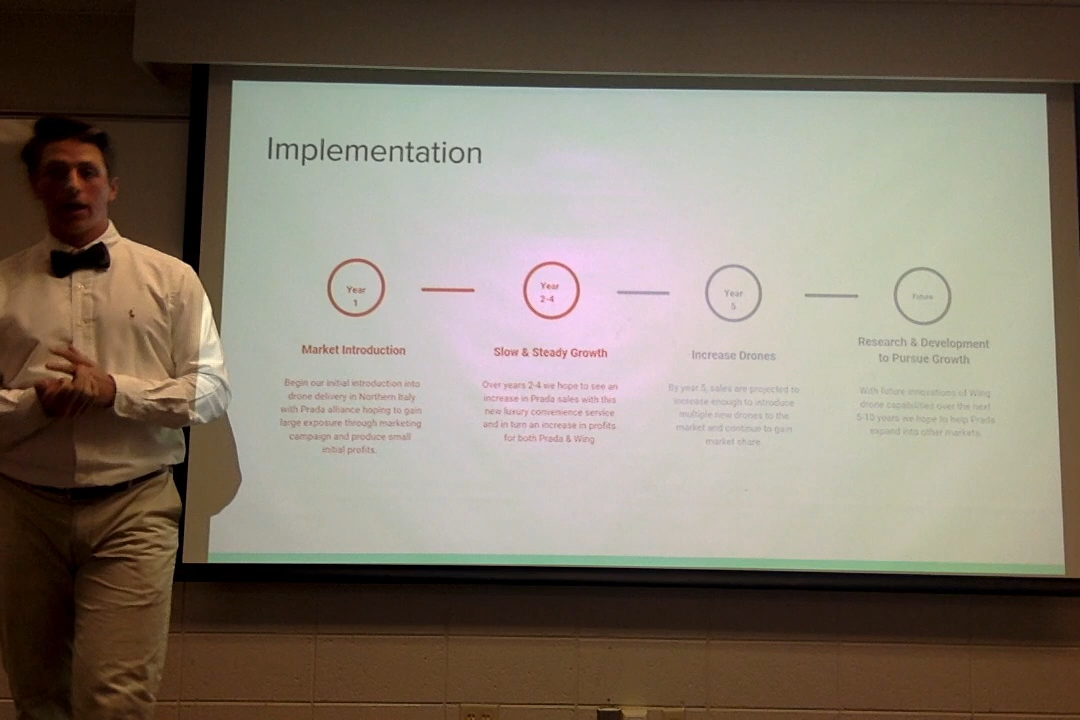 Implementation
Year
1
Year
2-4
Year
5
Future
Market Introduction
Begin our initial introduction into
drone delivery in Northern Italy
with Prada alliance hoping to gain
large exposure through marketing
campaign and produce small
initial profits.
Slow & Steady Growth
Over years 2-4 we hope to see an
increase in Prada sales with this
new luxury convenience service
and in turn an increase in profits
for both Prada & Wing
Increase Drones
By year 5, sales are projected to
increase enough to introduce
multiple new drones to the
market and continue to gain
market share.
Research & Development
to Pursue Growth
With future innovations of Wing
drone capabilities over the next
5-10 years we hope to help Prada
expand into other markets.